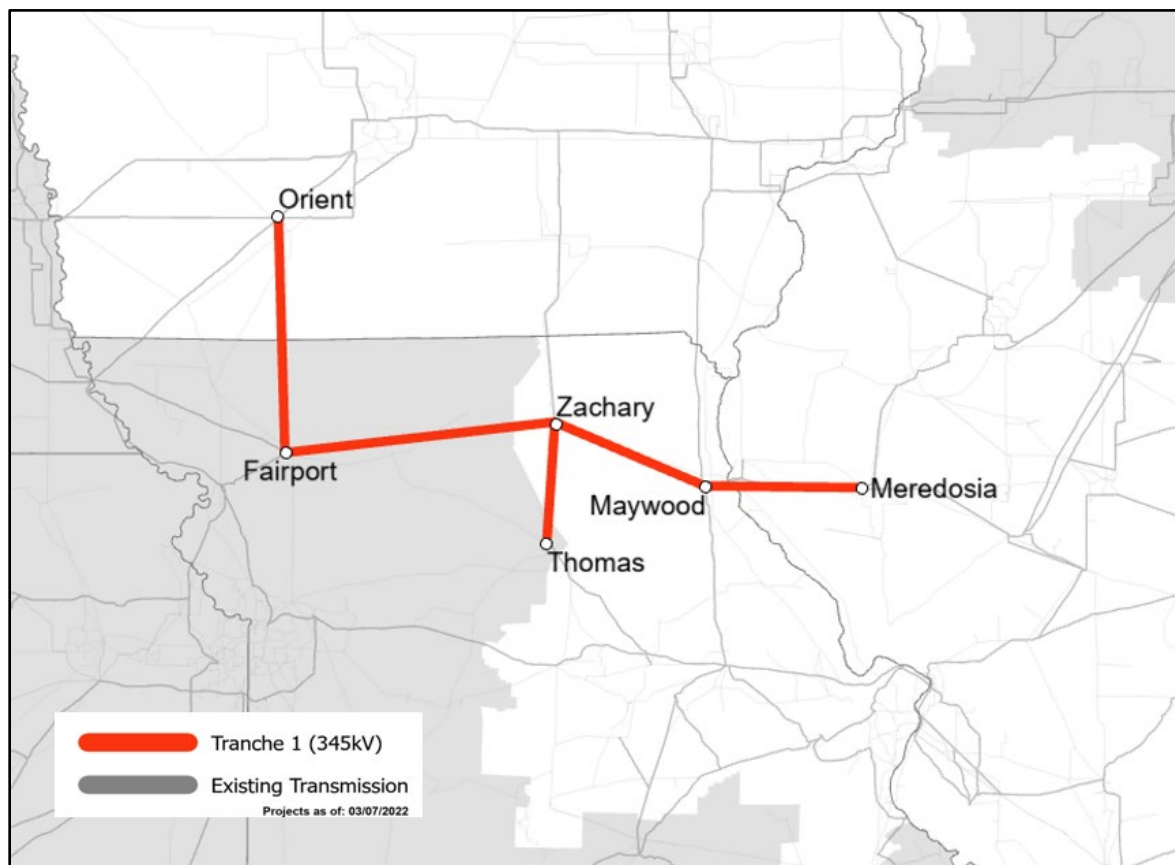 Orient
Zachary
Fairport
Maywood
Meredosia
Thomas
Tranche 1 (345kV)
Existing Transmission
Projects as of: 03/07/2022